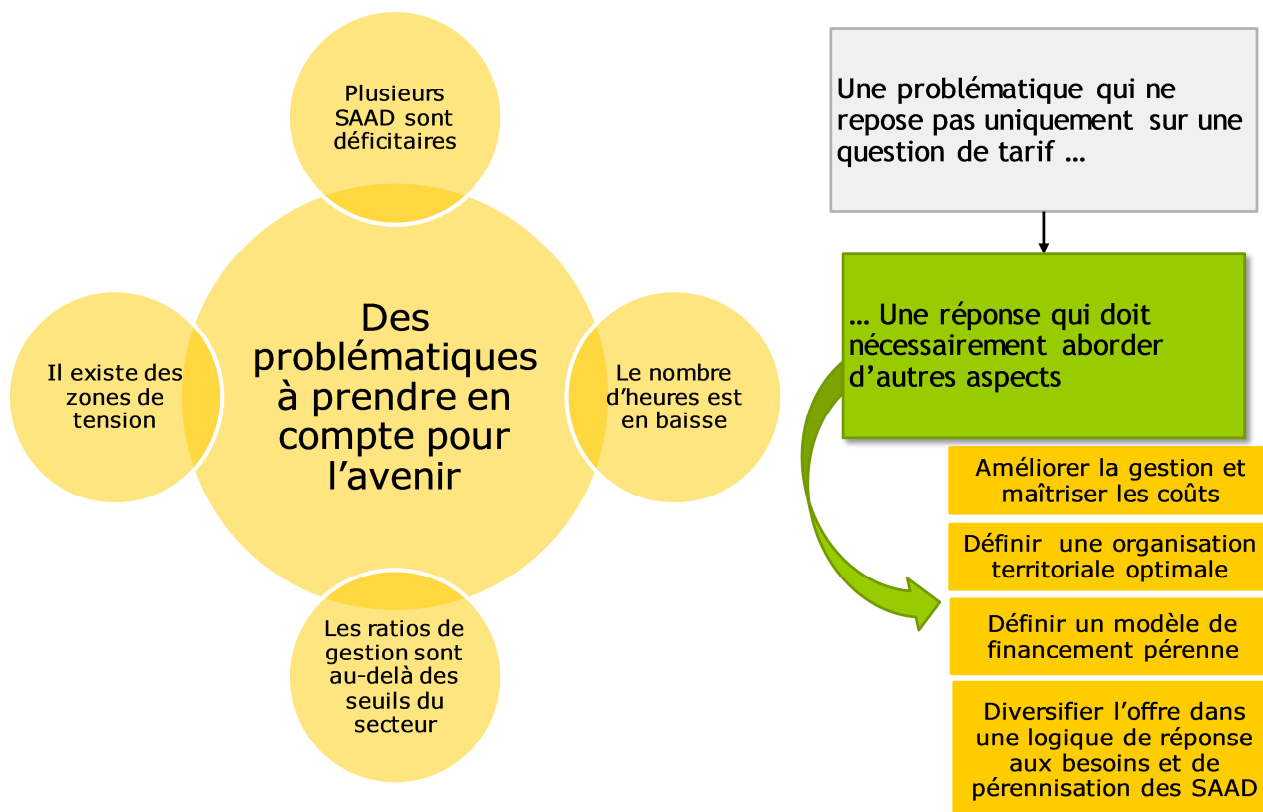 Plusieurs
SAAD sont
déficitaires
Il existe des
zones de
tension
Des
problématiques
à prendre en
compte pour
l'avenir
Le nombre
d'heures est
en baisse
Les ratios de
gestion sont
au-delà des
seuils du
secteur
Une problématique qui ne
repose pas uniquement sur une
question de tarif ...
... Une réponse qui doit
nécessairement aborder
d'autres aspects
Améliorer la gestion et
maîtriser les coûts
Définir une organisation
territoriale optimale
Définir un modèle de
financement pérenne
Diversifier l'offre dans
une logique de réponse
aux besoins et de
pérennisation des SAAD